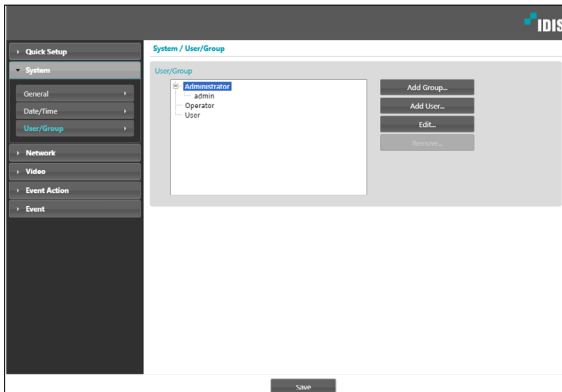 IDIS
Quick Setup
System
General
Date/Time
User/Group
Network
Video
Event Action
Event
System / User/Group
User/Group
Administrator
admin
Operator
User
Add Group...
Add User...
Edit...
Remove...
Save